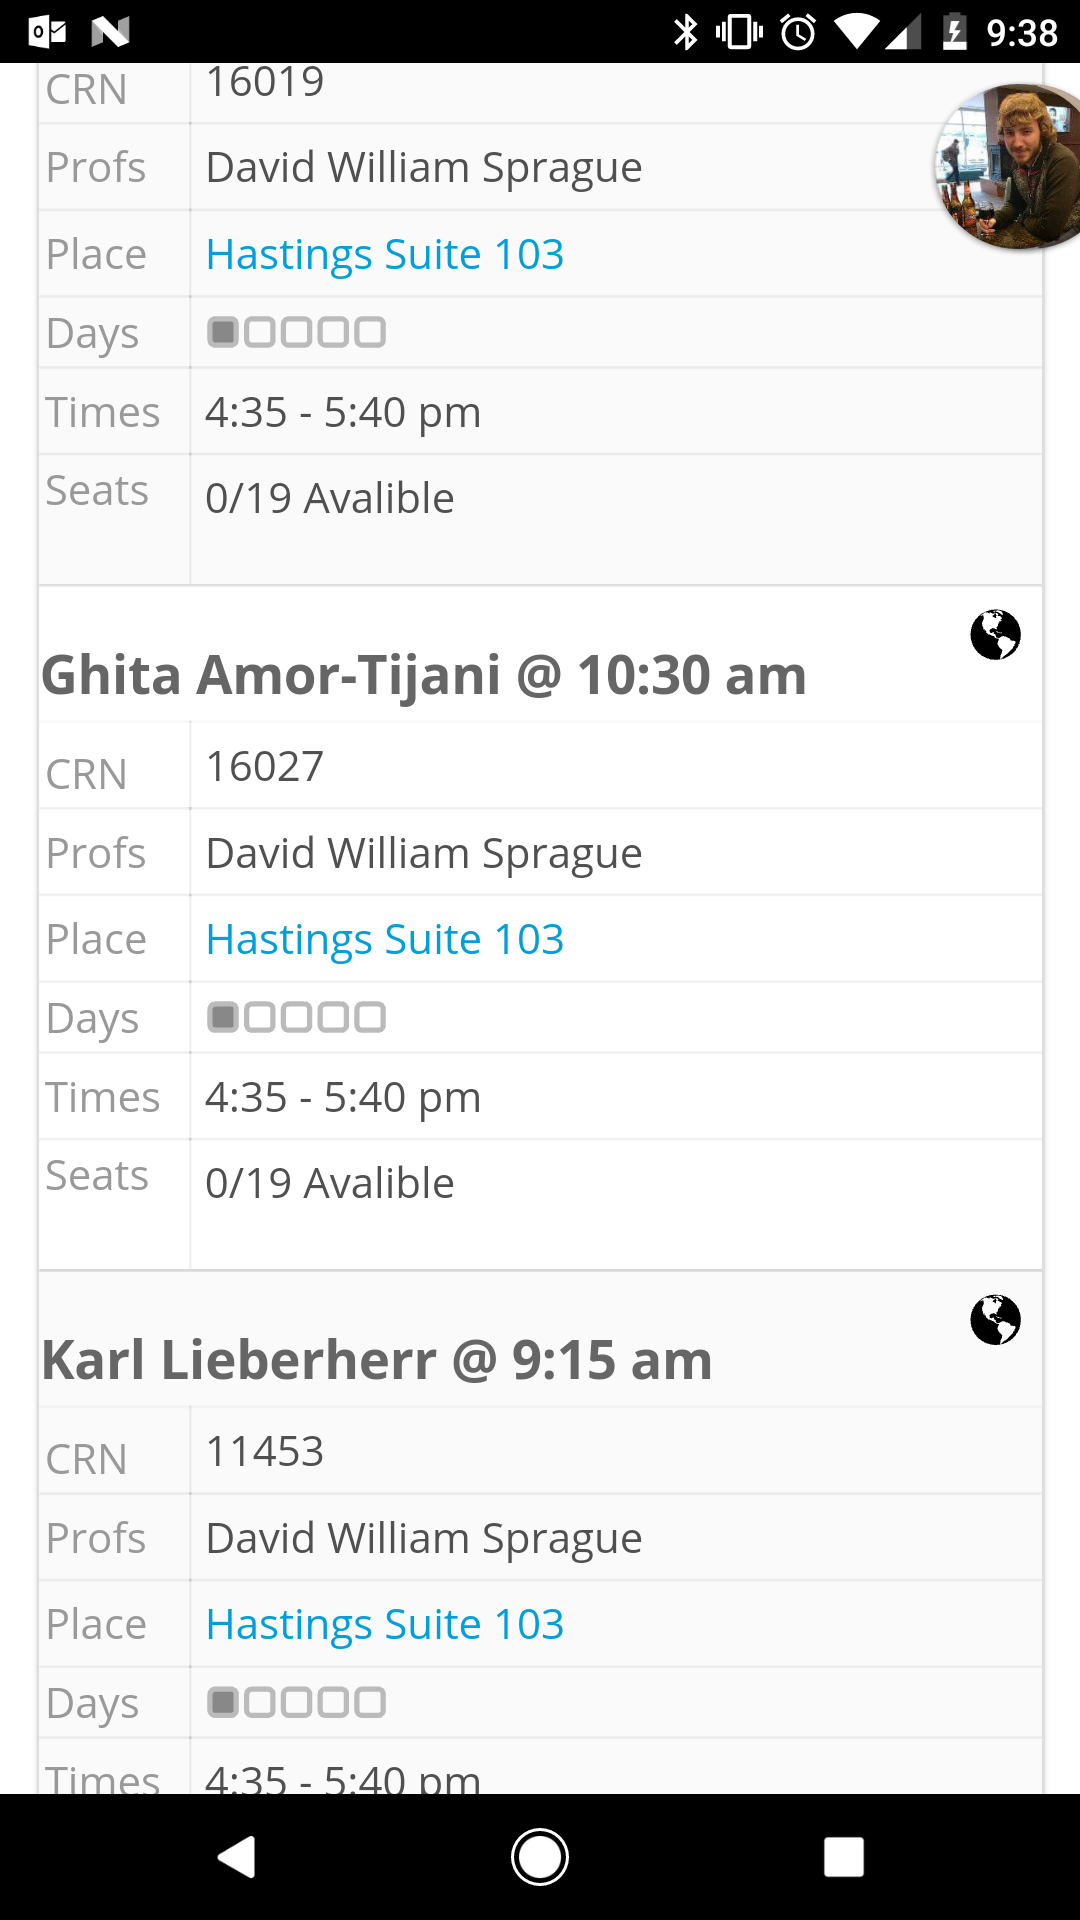 9:38
CRN 16019
Profs David William Sprague
Place Hastings Suite 103
Days
Times 4:35 - 5:40 pm
Seats 0/19 Avalible
Ghita Amor-Tijani @ 10:30 am
CRN 16027
Profs David William Sprague
Place Hastings Suite 103
Days
Times 4:35 - 5:40 pm
Seats 0/19 Avalible
Karl Lieberherr @ 9:15 am
CRN 11453
Profs David William Sprague
Place Hastings Suite 103
Days
Times 4:35 - 5:40 pm